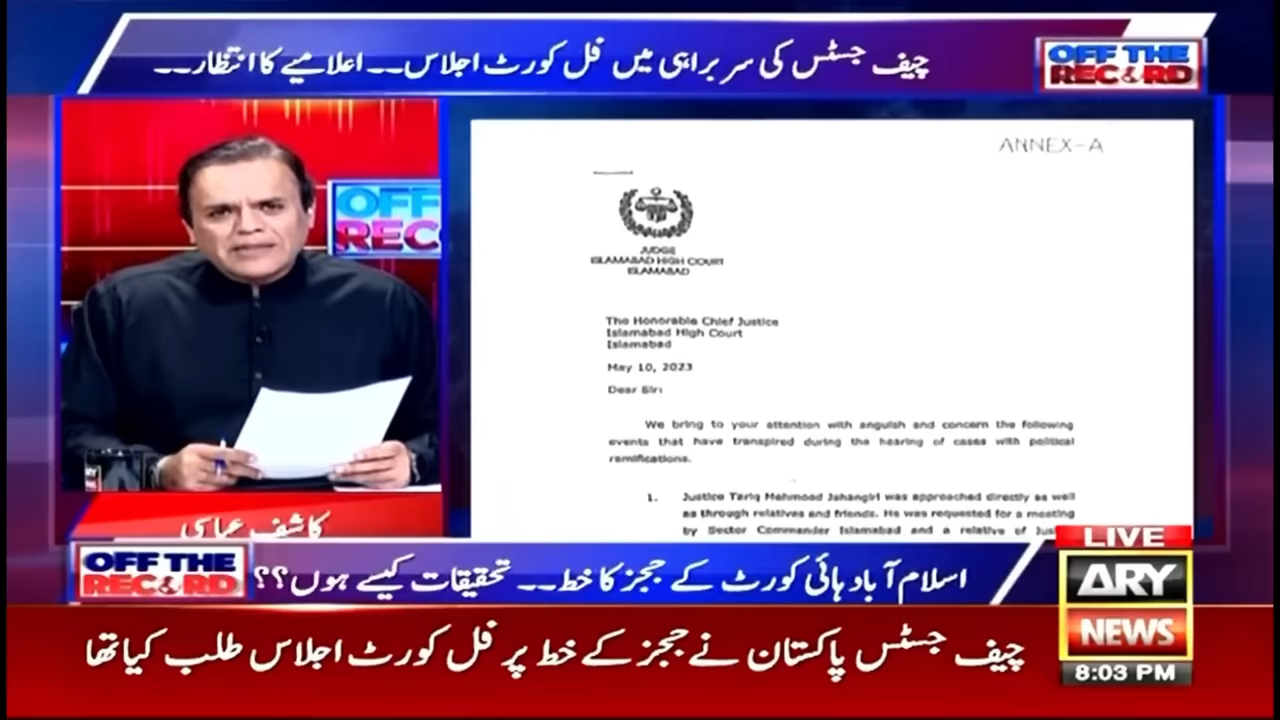 چیف جسٹس کی سربراہی میں فل کورٹ اجلاس۔۔اعلامیے کا انتظار۔۔
OFF THE
RECORD
OFF
REC
ANNEX-A
JUDGE
ISLAMABAD HIGH COURT
ISLAMABAD
The Honorable Chief Justice
Islamabad High Court
Islamabad
May 10, 2023
Dear Sir:
We bring to your attention with anguish and concern the following
events that have transpired during the hearing of cases with political
ramifications.
1. Justice Tariq Mehmood Jahangiri was approached directly as well
as through relatives and friends. He was requested for a meeting
by Sector Commander Islamabad and a relative of
کاشف عباسی
ARY
OFF THE
RECORD
اسلام آباد ہائی کورٹ کے ججز کا خط۔۔ تحقیقات کیسے ہوں؟؟
LIVE
ARY
NEWS
8:03 PM
چیف جسٹس پاکستان نے ججز کے خط پر فل کورٹ اجلاس طلب کیا تھا